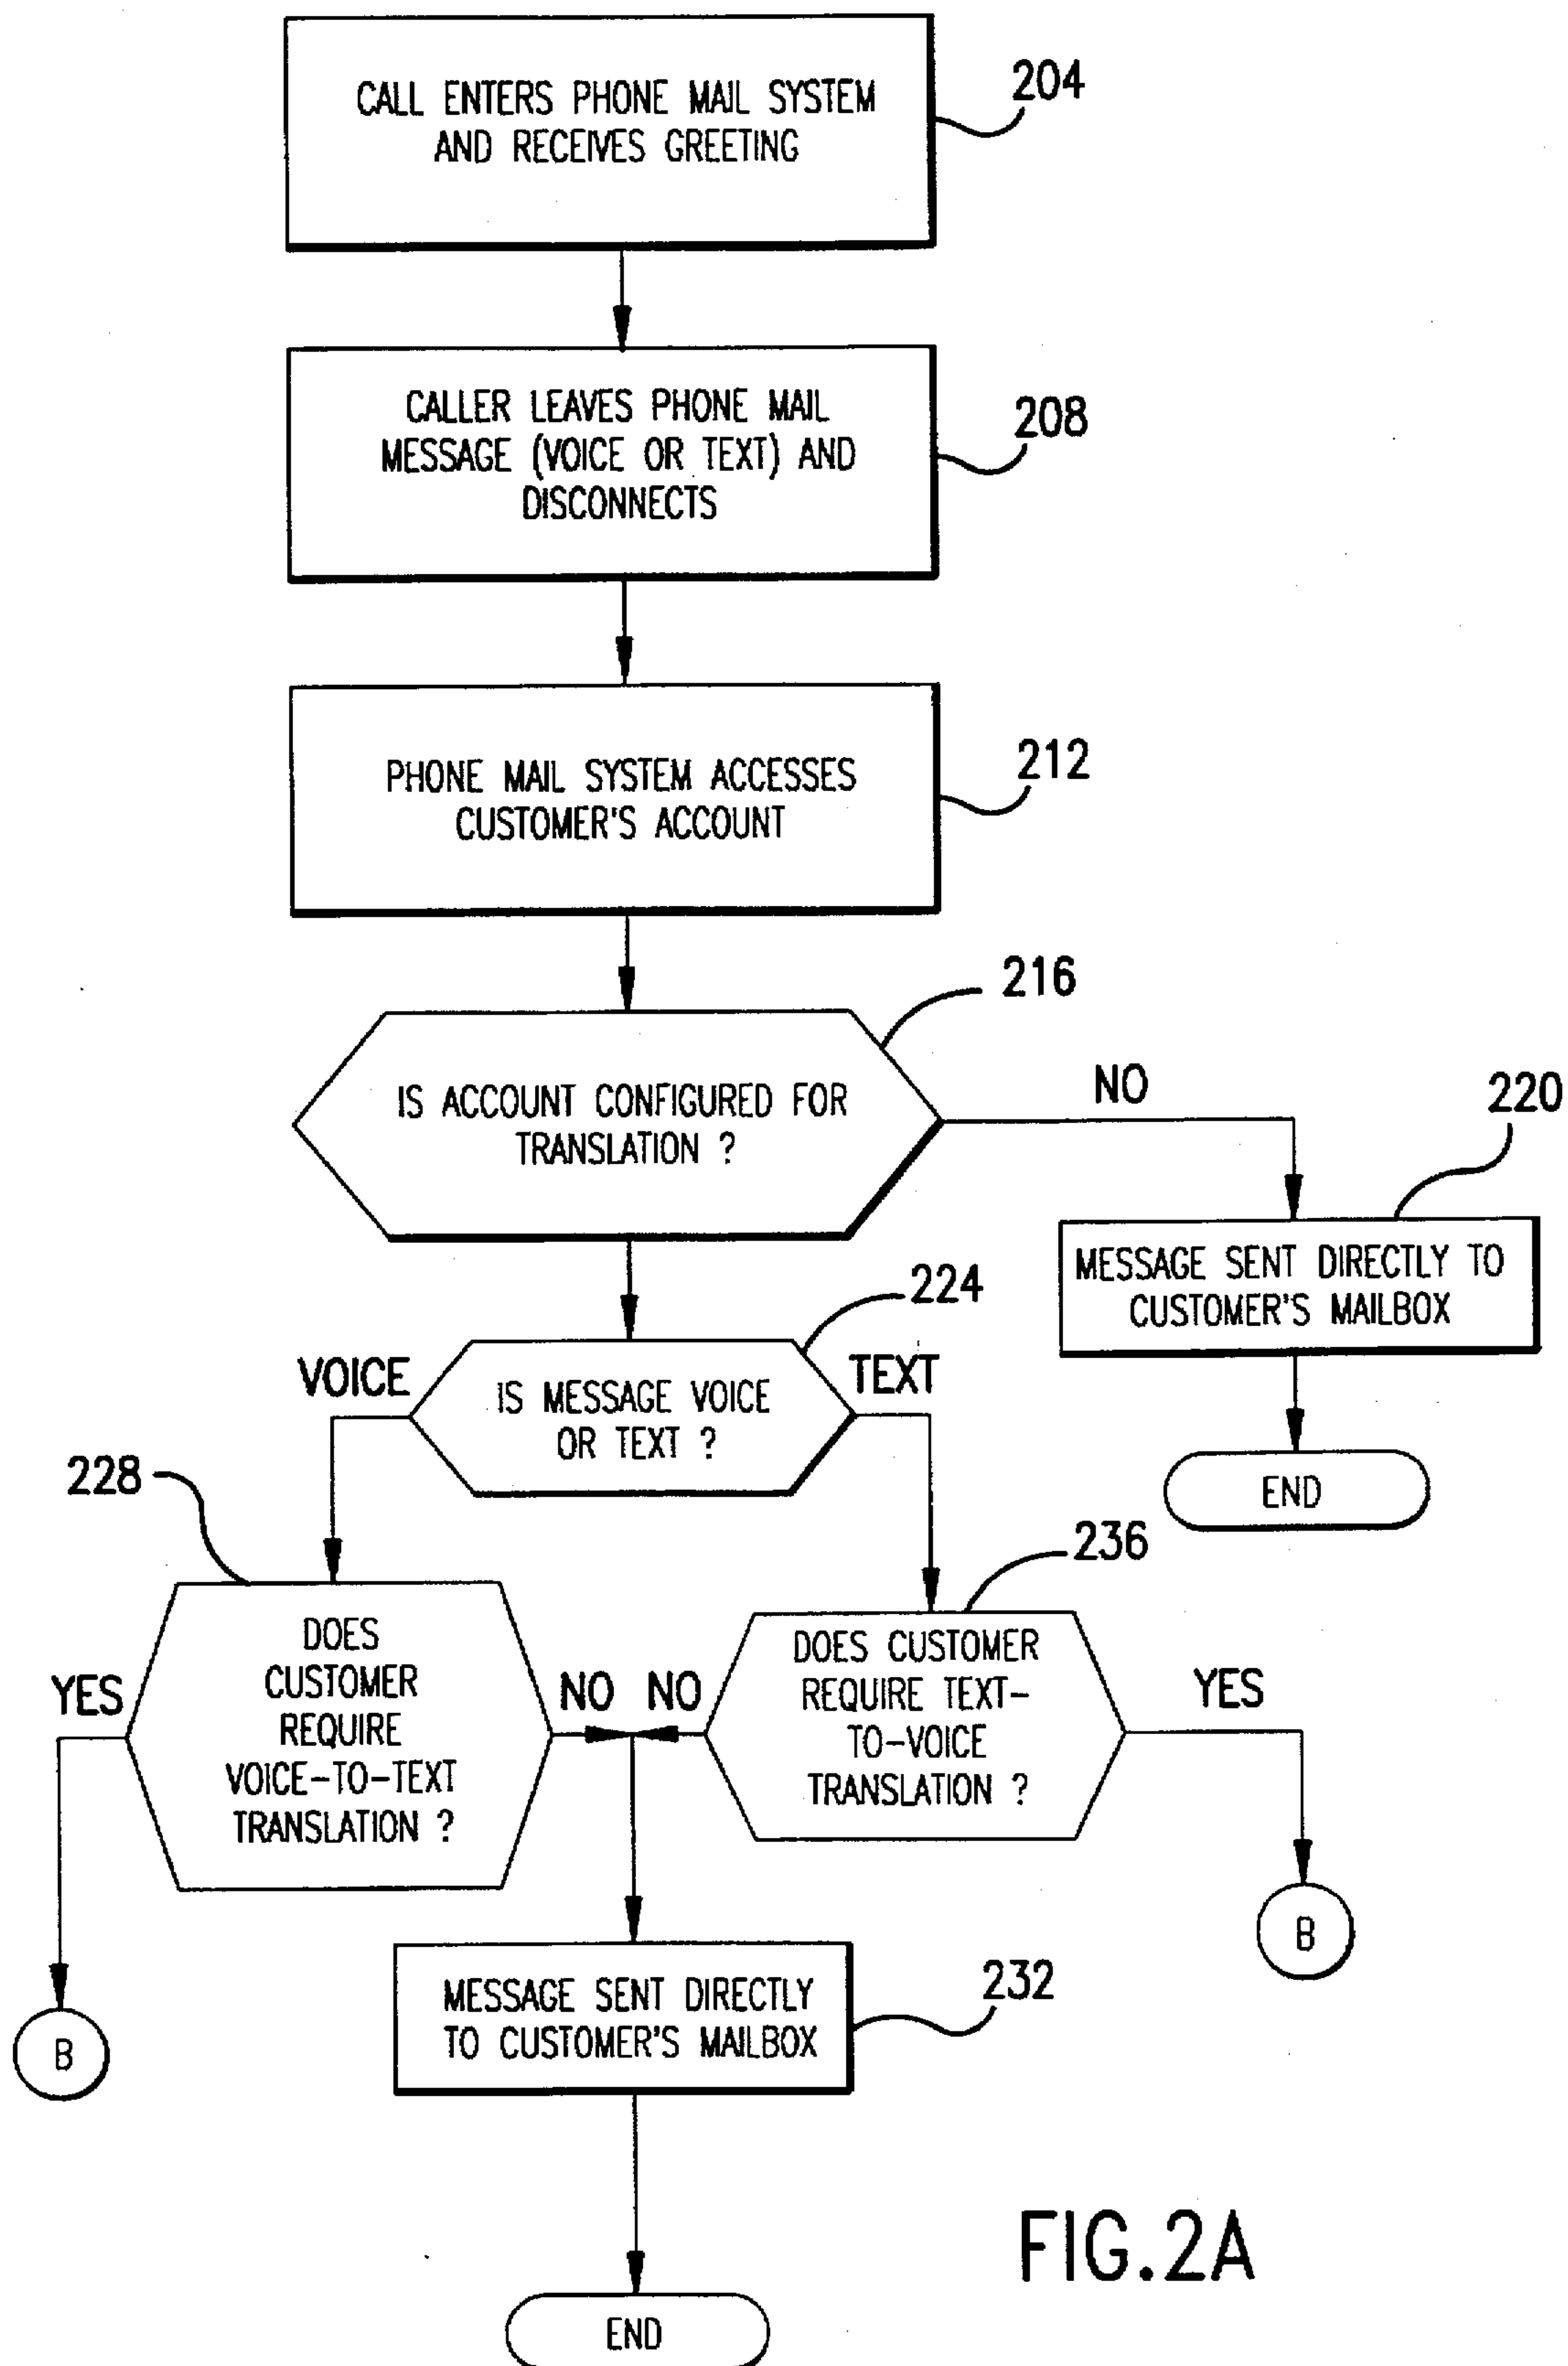 CALL ENTERS PHONE MAIL SYSTEM
AND RECEIVES GREETING
204
CALLER LEAVES PHONE MAIL
MESSAGE (VOICE OR TEXT) AND
DISCONNECTS
208
PHONE MAIL SYSTEM ACCESSES
CUSTOMER'S ACCOUNT
212
216
IS ACCOUNT CONFIGURED FOR
TRANSLATION ?
NO
220
MESSAGE SENT DIRECTLY TO
CUSTOMER'S MAILBOX
END
224
VOICE
IS MESSAGE VOICE
OR TEXT ?
TEXT
228
DOES
CUSTOMER
REQUIRE
VOICE-TO-TEXT
TRANSLATION ?
YES
NO
NO
236
DOES CUSTOMER
REQUIRE TEXT-
TO-VOICE
TRANSLATION ?
YES
B
B
MESSAGE SENT DIRECTLY
TO CUSTOMER'S MAILBOX
232
END
FIG.2A